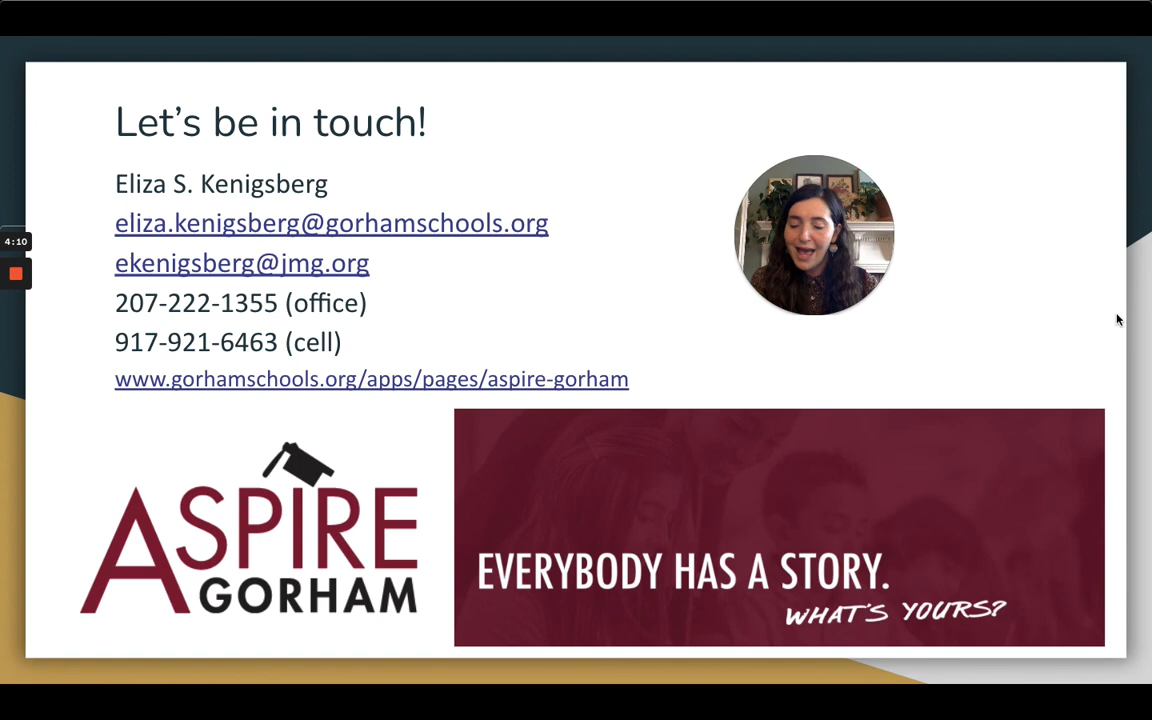 Let's be in touch!
Eliza S. Kenigsberg
eliza.kenigsberg@gorhamschools.org
ekenigsberg@jmg.org
207-222-1355 (office)
917-921-6463 (cell)
www.gorhamschools.org/apps/pages/aspire-gorham
4:10
ASPIRE
GORHAM
EVERYBODY HAS A STORY.
WHAT'S YOURS?